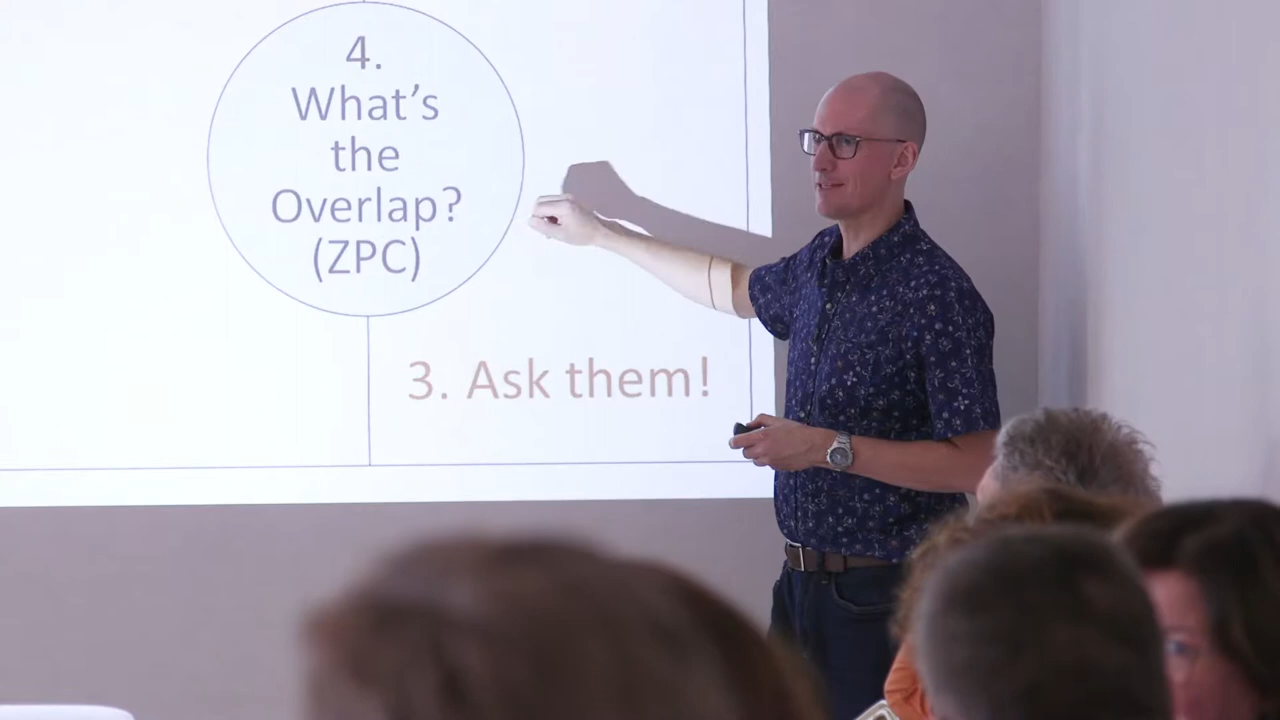 4.
What's
the
Overlap?
(ZPC)
3. Ask them!